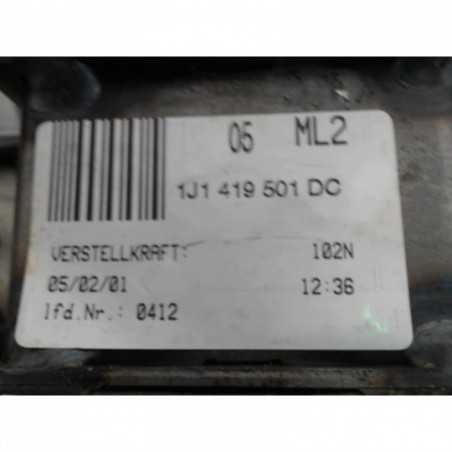 05 ML2
1J1 419 501 DC
VERSTELLKRAFT: 102N
05/02/01 12:36
lfd.Nr.: 0412